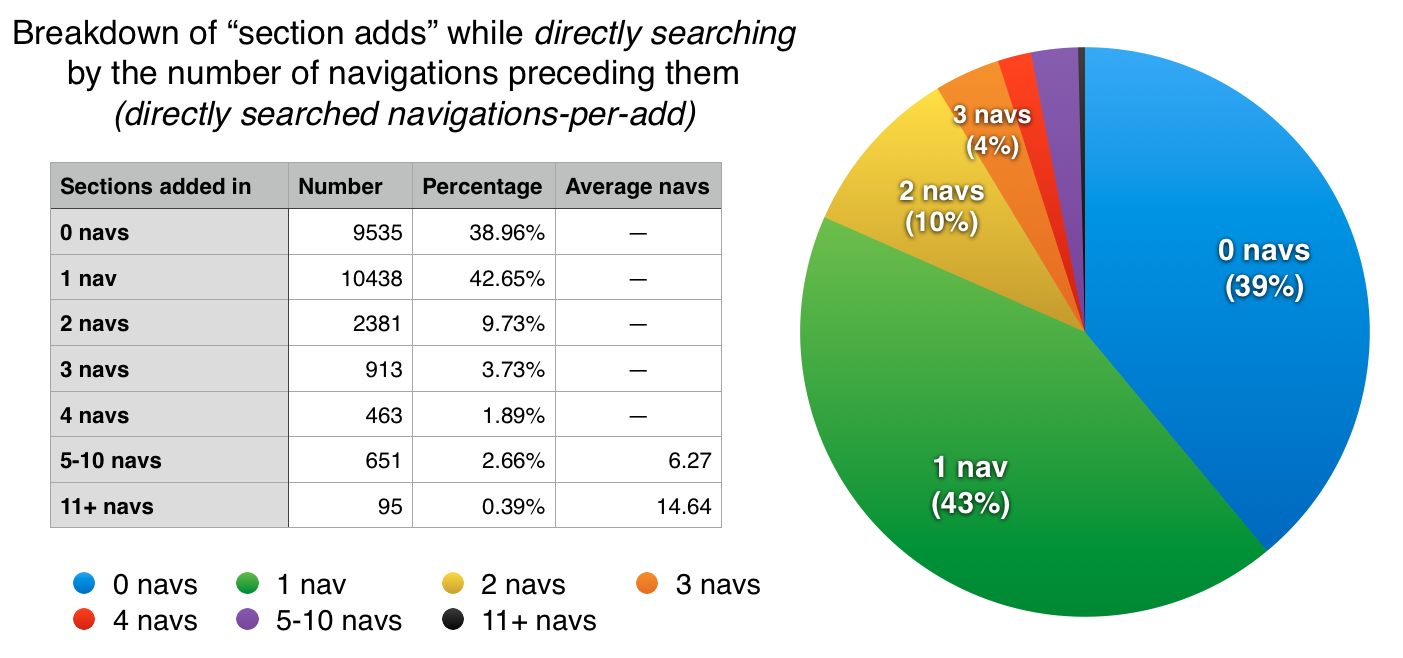 Breakdown of “section adds” while directly searching
by the number of navigations preceding them
(directly searched navigations-per-add)
Sections added in Number Percentage Average navs
0 navs 9535 38.96% —
1 nav 10438 42.65% —
2 navs 2381 9.73% —
3 navs 913 3.73% —
4 navs 463 1.89% —
5-10 navs 651 2.66% 6.27
11+ navs 95 0.39% 14.64
0 navs 1 nav 2 navs 3 navs
4 navs 5-10 navs 11+ navs
3 navs
(4%)
2 navs
(10%)
0 navs
(39%)
1 nav
(43%)